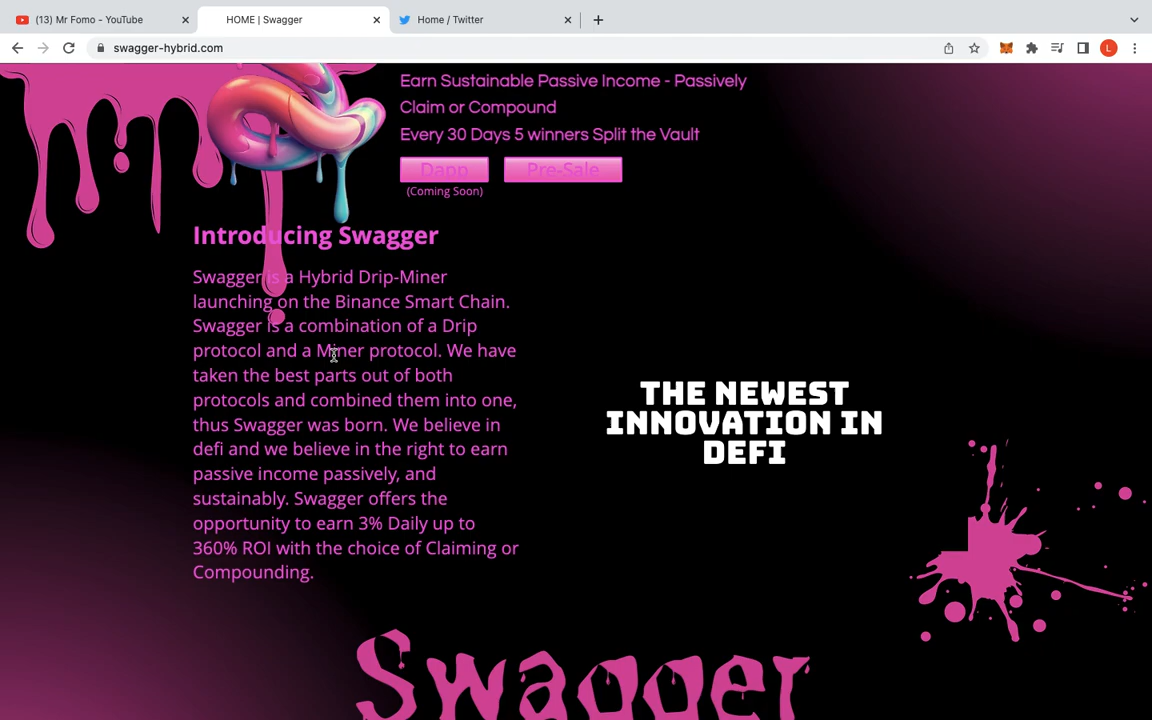 (13) Mr Fomo - YouTube
HOME | Swagger
Home / Twitter
swagger-hybrid.com
L
Earn Sustainable Passive Income - Passively
Claim or Compound
Every 30 Days 5 winners Split the Vault
Dapp
Pre-Sale
(Coming Soon)
Introducing Swagger
Swagger is a Hybrid Drip-Miner
launching on the Binance Smart Chain.
Swagger is a combination of a Drip
protocol and a Miner protocol. We have
taken the best parts out of both
protocols and combined them into one,
thus Swagger was born. We believe in
defi and we believe in the right to earn
passive income passively, and
sustainably. Swagger offers the
opportunity to earn 3% Daily up to
360% ROI with the choice of Claiming or
Compounding.
THE NEWEST
INNOVATION IN
DEFI
Swagger